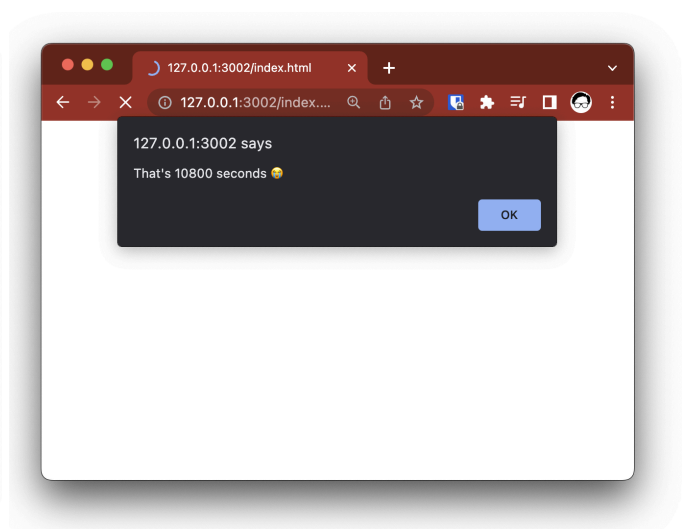 127.0.0.1:3002/index.html
127.0.0.1:3002/index....
127.0.0.1:3002 says
That's 10800 seconds 😭
OK